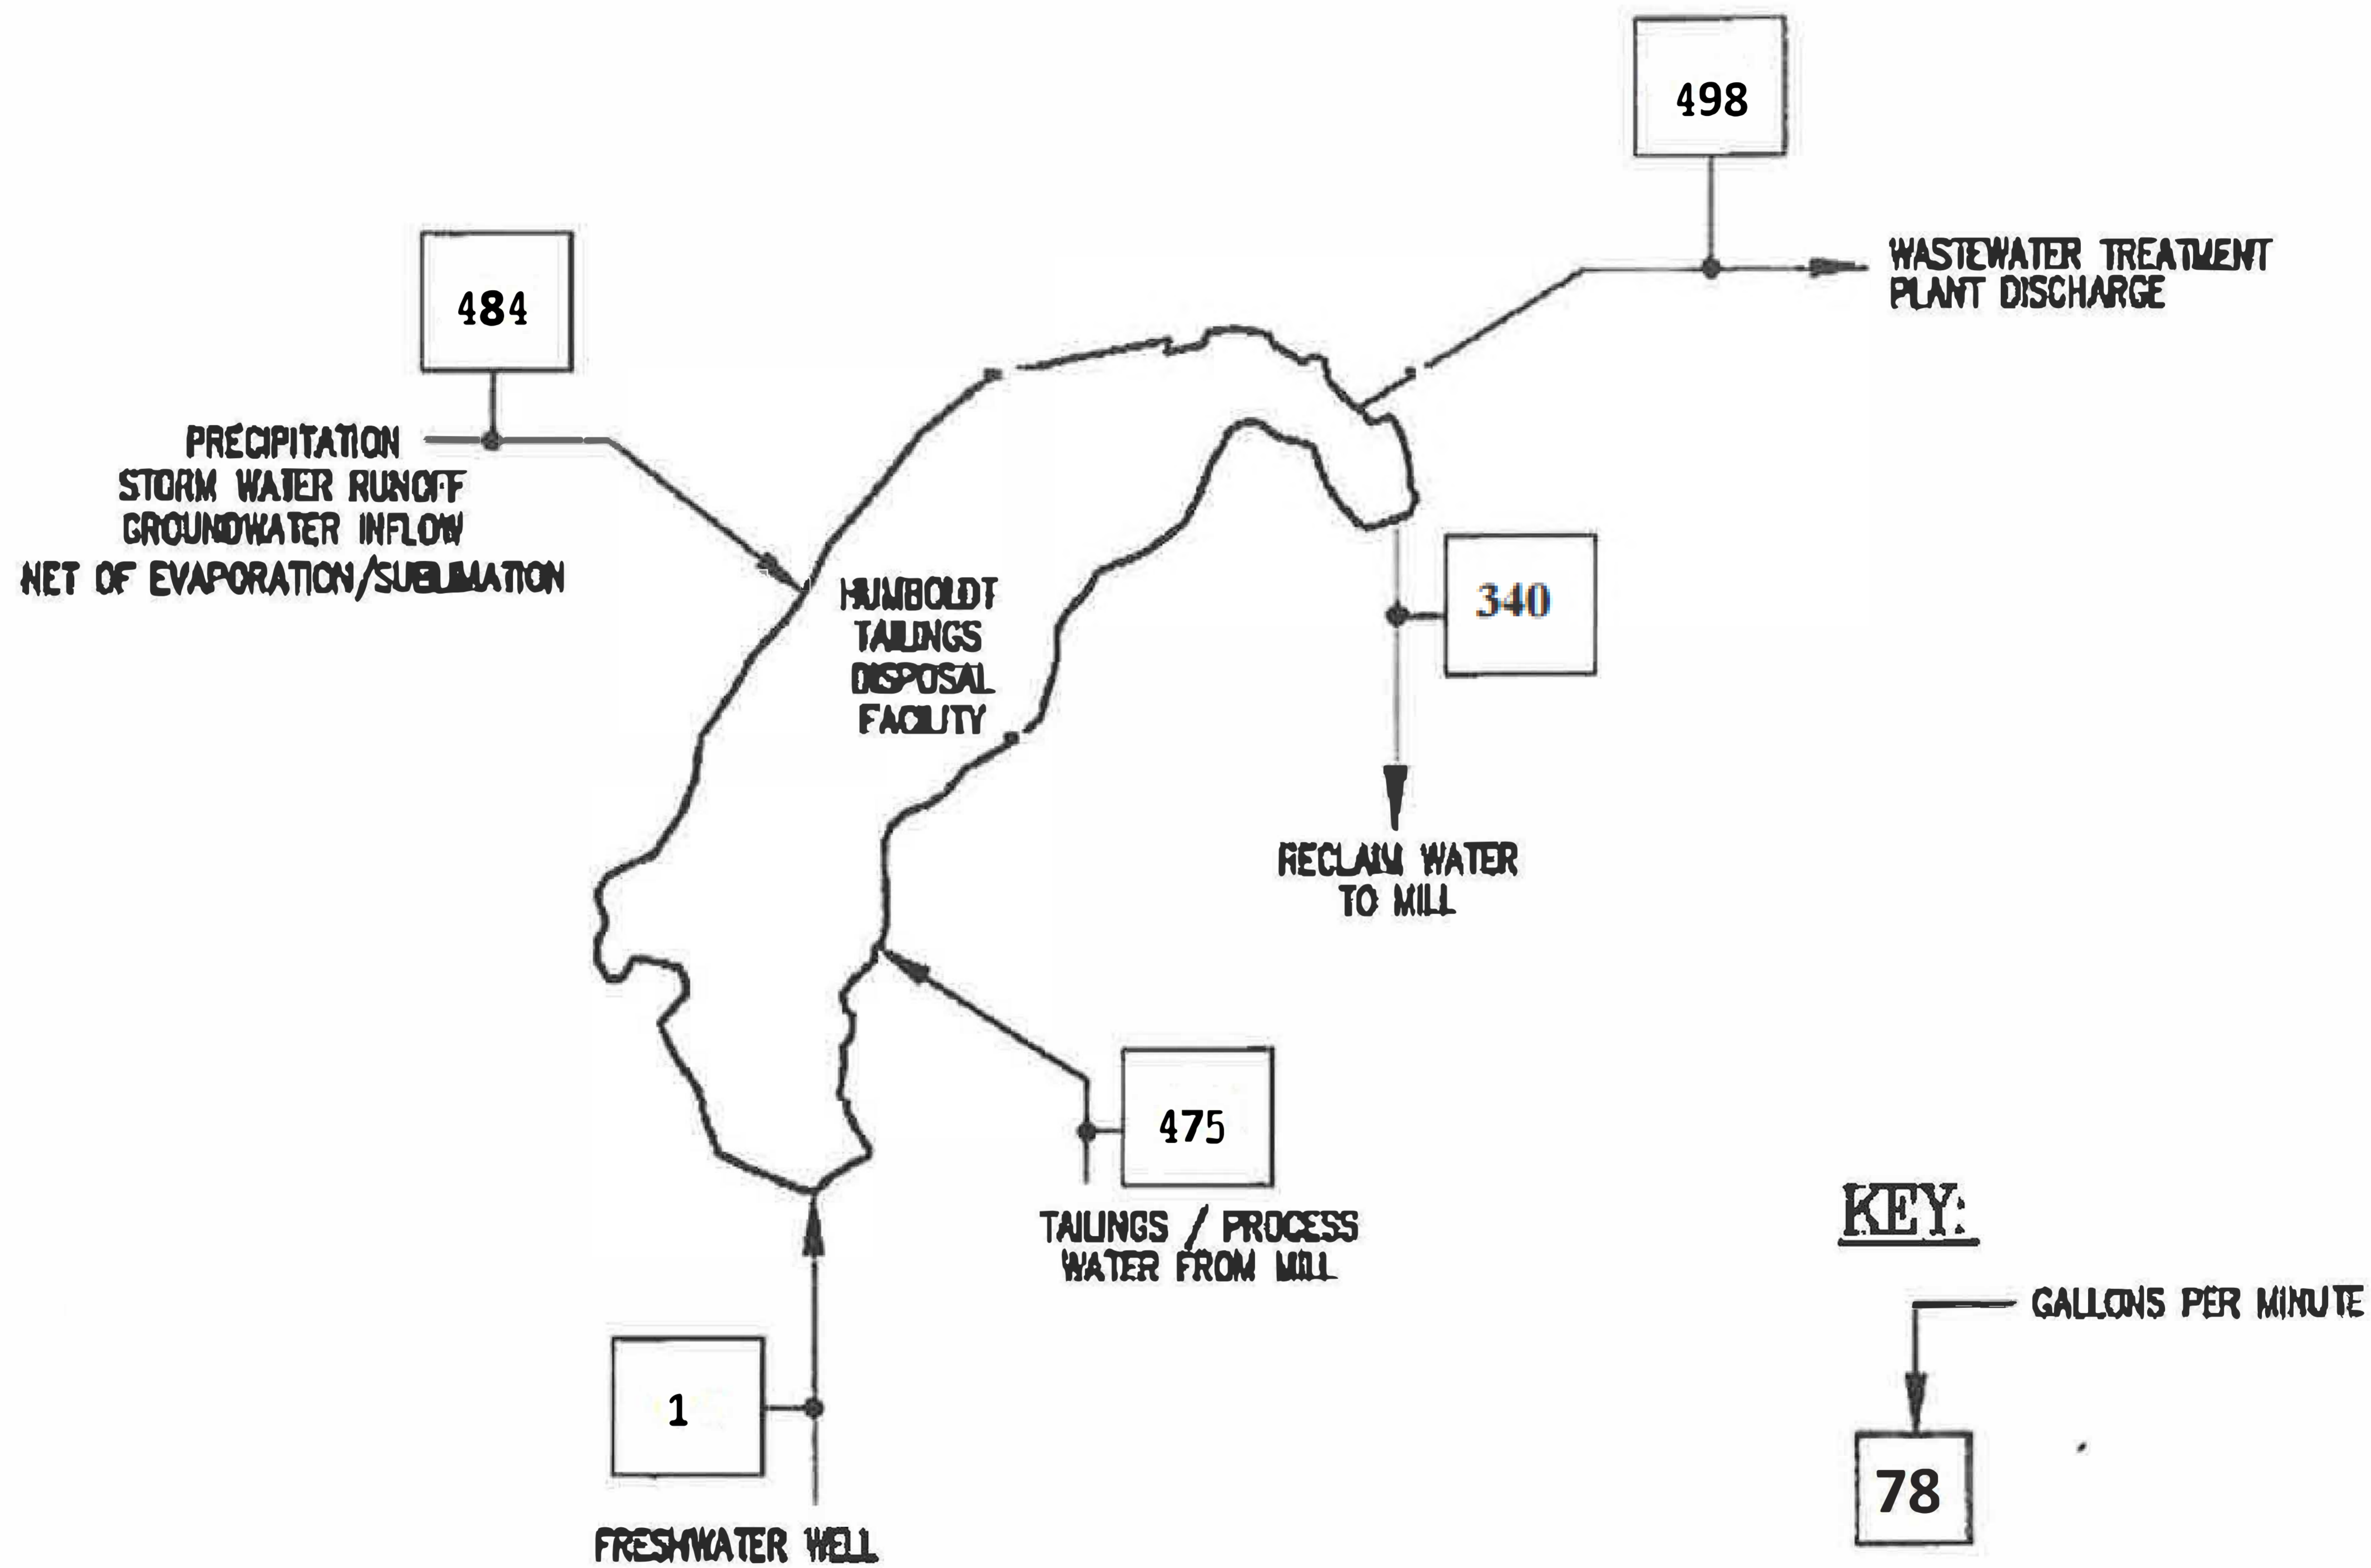 498
WASTEWATER TREATMENT
PLANT DISCHARGE
484
PRECIPITATION
STORM WATER RUNOFF
GROUNDWATER INFLOW
NET OF EVAPORATION/SUBLIMATION
HUMBOLDT
TAILINGS
DISPOSAL
FACILITY
340
RECLAIM WATER
TO MILL
475
TAILINGS / PROCESS
WATER FROM MILL
1
FRESHWATER WELL
KEY:
GALLONS PER MINUTE
78